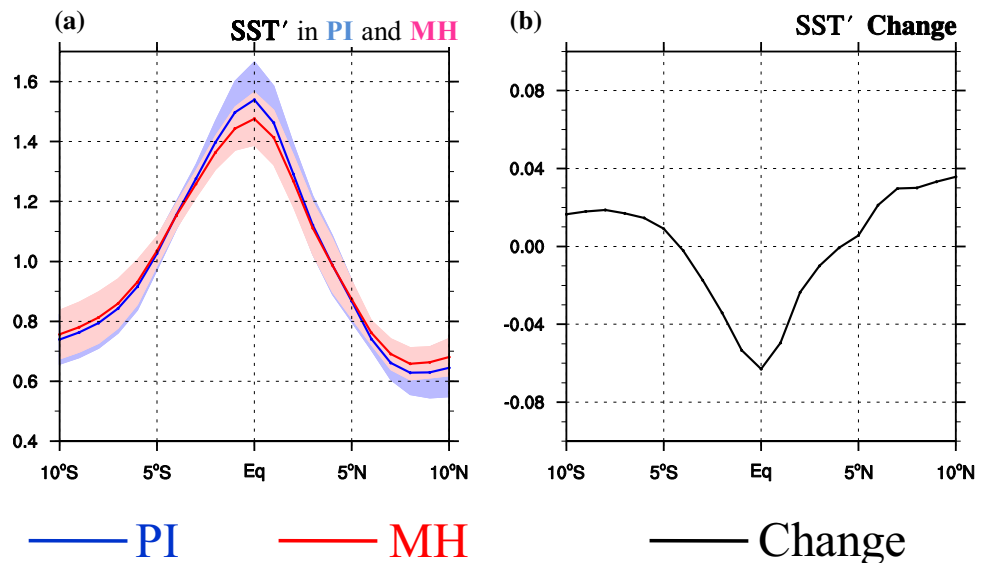 (a) SST′ in PI and MH
1.6
1.4
1.2
1.0
0.8
0.6
0.4
10°S 5°S Eq 5°N 10°N
(b) SST′ Change
0.08
0.04
0.00
-0.04
-0.08
10°S 5°S Eq 5°N 10°N
PI MH Change